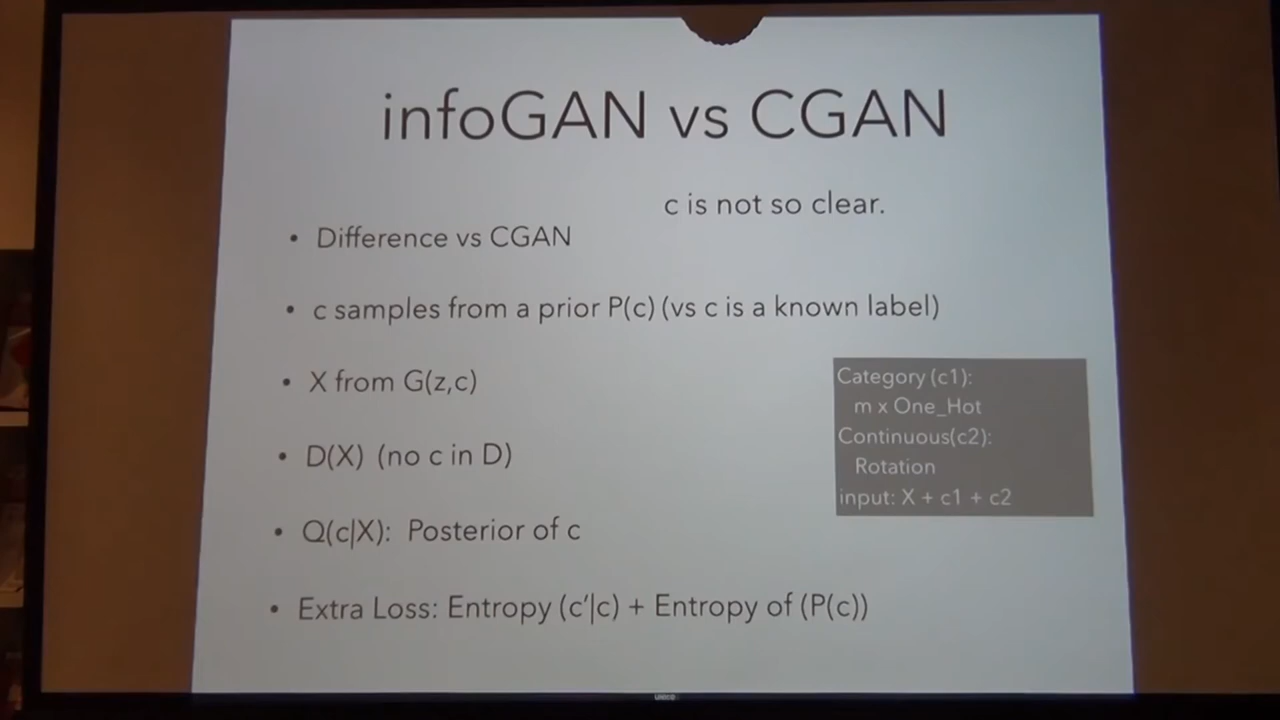 infoGAN vs CGAN
c is not so clear.
• Difference vs CGAN
• c samples from a prior P(c) (vs c is a known label)
• X from G(z,c)
• D(X) (no c in D)
• Q(c|X): Posterior of c
• Extra Loss: Entropy (c’|c) + Entropy of (P(c))
Category (c1):
m x One_Hot
Continuous(c2):
Rotation
input: X + c1 + c2